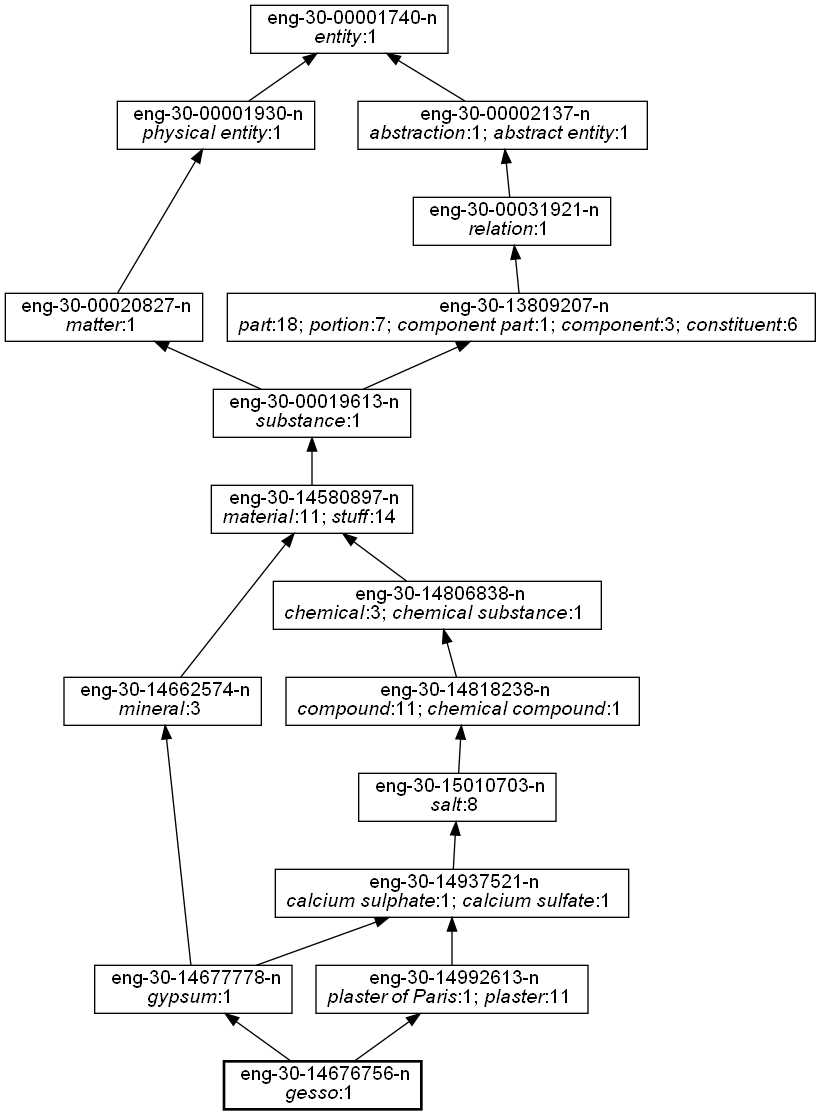 eng-30-00001740-n
entity:1
eng-30-00001930-n
physical entity:1
eng-30-00002137-n
abstraction:1; abstract entity:1
eng-30-00031921-n
relation:1
eng-30-00020827-n
matter:1
eng-30-13809207-n
part:18; portion:7; component part:1; component:3; constituent:6
eng-30-00019613-n
substance:1
eng-30-14580897-n
material:11; stuff:14
eng-30-14806838-n
chemical:3; chemical substance:1
eng-30-14662574-n
mineral:3
eng-30-14818238-n
compound:11; chemical compound:1
eng-30-15010703-n
salt:8
eng-30-14937521-n
calcium sulphate:1; calcium sulfate:1
eng-30-14677778-n
gypsum:1
eng-30-14992613-n
plaster of Paris:1; plaster:11
eng-30-14676756-n
gesso:1